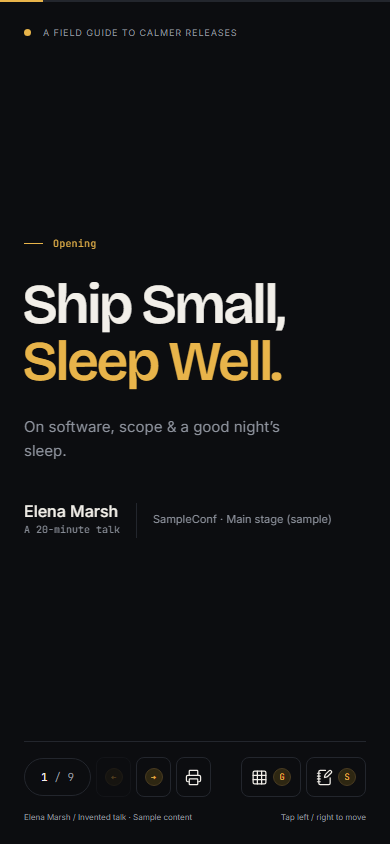 A FIELD GUIDE TO CALMER RELEASES
Opening
Ship Small,
Sleep Well.
On software, scope & a good night’s
sleep.
Elena Marsh
A 20-minute talk
SampleConf · Main stage (sample)
1 / 9
←
→
G
S
Elena Marsh / Invented talk · Sample content
Tap left / right to move